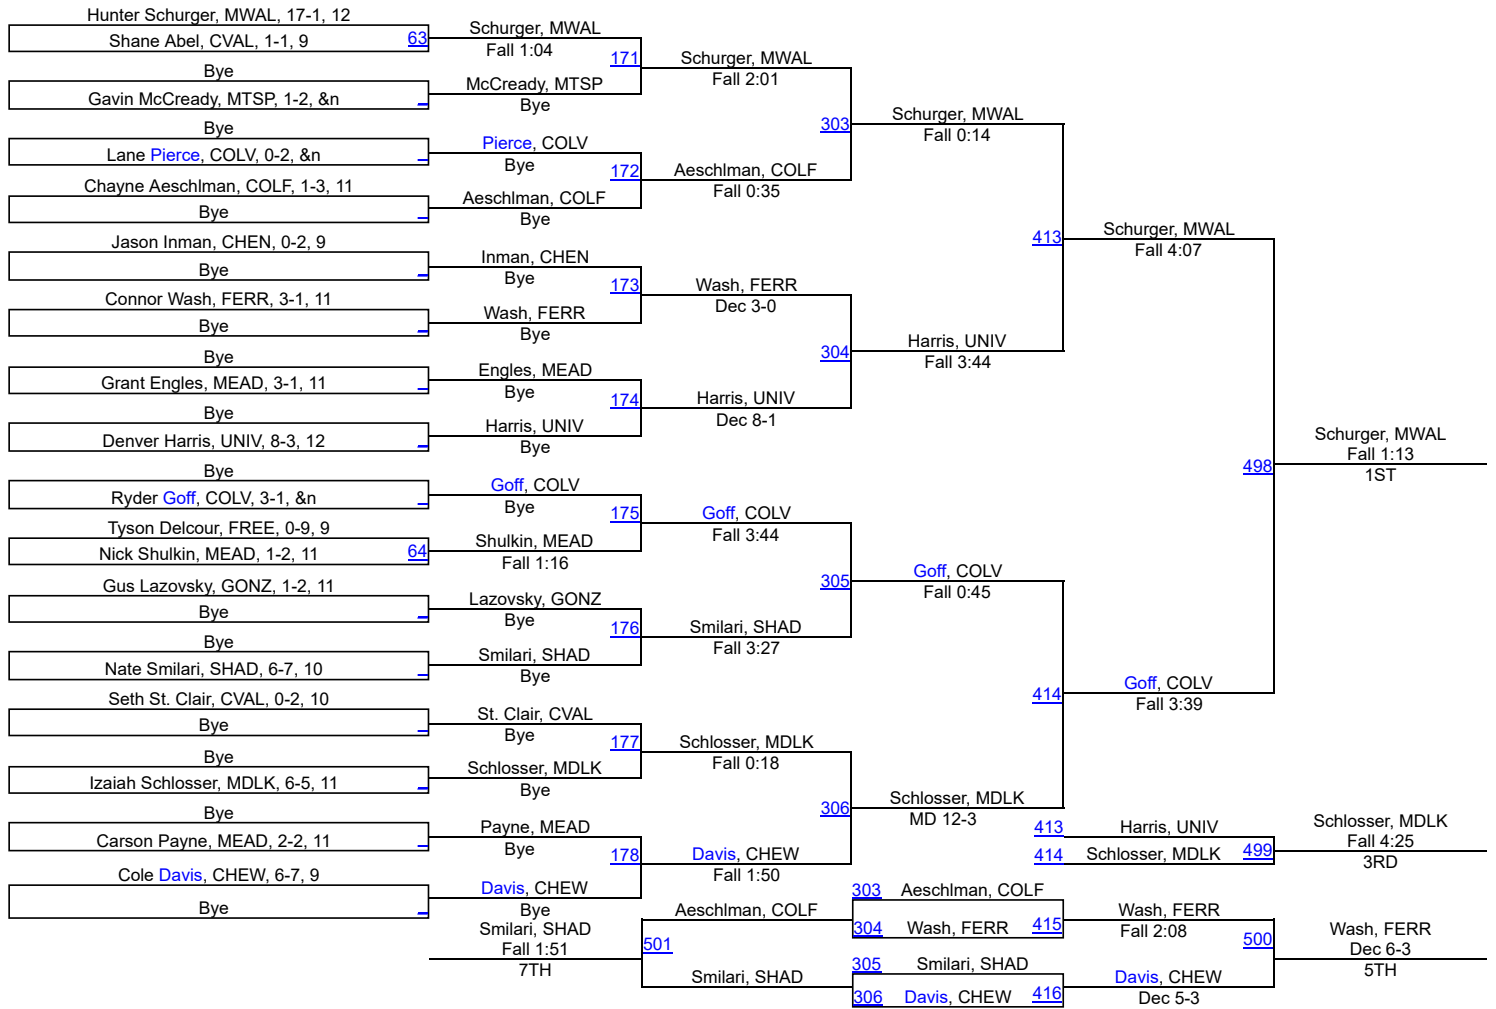 Hunter Schurger, MWAL, 17-1, 12
Shane Abel, CVAL, 1-1, 9
63
Bye
Gavin McCready, MTSP, 1-2, &n
Bye
Lane Pierce, COLV, 0-2, &n
Chayne Aeschlman, COLF, 1-3, 11
Bye
Jason Inman, CHEN, 0-2, 9
Bye
Connor Wash, FERR, 3-1, 11
Bye
Bye
Grant Engles, MEAD, 3-1, 11
Bye
Denver Harris, UNIV, 8-3, 12
Bye
Ryder Goff, COLV, 3-1, &n
Tyson Delcour, FREE, 0-9, 9
Nick Shulkin, MEAD, 1-2, 11
64
Gus Lazovsky, GONZ, 1-2, 11
Bye
Bye
Nate Smilari, SHAD, 6-7, 10
Seth St. Clair, CVAL, 0-2, 10
Bye
Bye
Izaiah Schlosser, MDLK, 6-5, 11
Bye
Carson Payne, MEAD, 2-2, 11
Cole Davis, CHEW, 6-7, 9
Bye
Schurger, MWAL
Fall 1:04
171
McCready, MTSP
Bye
Pierce, COLV
Bye
172
Aeschlman, COLF
Bye
Inman, CHEN
Bye
173
Wash, FERR
Bye
Engles, MEAD
Bye
174
Harris, UNIV
Bye
Goff, COLV
Bye
175
Shulkin, MEAD
Fall 1:16
Lazovsky, GONZ
Bye
176
Smilari, SHAD
Bye
St. Clair, CVAL
Bye
177
Schlosser, MDLK
Bye
Payne, MEAD
Bye
178
Davis, CHEW
Bye
Schurger, MWAL
Fall 2:01
303
Aeschlman, COLF
Fall 0:35
Wash, FERR
Dec 3-0
304
Harris, UNIV
Dec 8-1
Goff, COLV
Fall 3:44
305
Smilari, SHAD
Fall 3:27
Schlosser, MDLK
Fall 0:18
306
Davis, CHEW
Fall 1:50
Schurger, MWAL
Fall 0:14
413
Harris, UNIV
Fall 3:44
Goff, COLV
Fall 0:45
414
Schlosser, MDLK
MD 12-3
Schurger, MWAL
Fall 4:07
498
Goff, COLV
Fall 3:39
Schurger, MWAL
Fall 1:13
1ST
413
Harris, UNIV
414
Schlosser, MDLK
499
Schlosser, MDLK
Fall 4:25
3RD
303
Aeschlman, COLF
304
Wash, FERR
415
305
Smilari, SHAD
306
Davis, CHEW
416
Wash, FERR
Fall 2:08
500
Davis, CHEW
Dec 5-3
Wash, FERR
Dec 6-3
5TH
Aeschlman, COLF
501
Smilari, SHAD
Smilari, SHAD
Fall 1:51
7TH